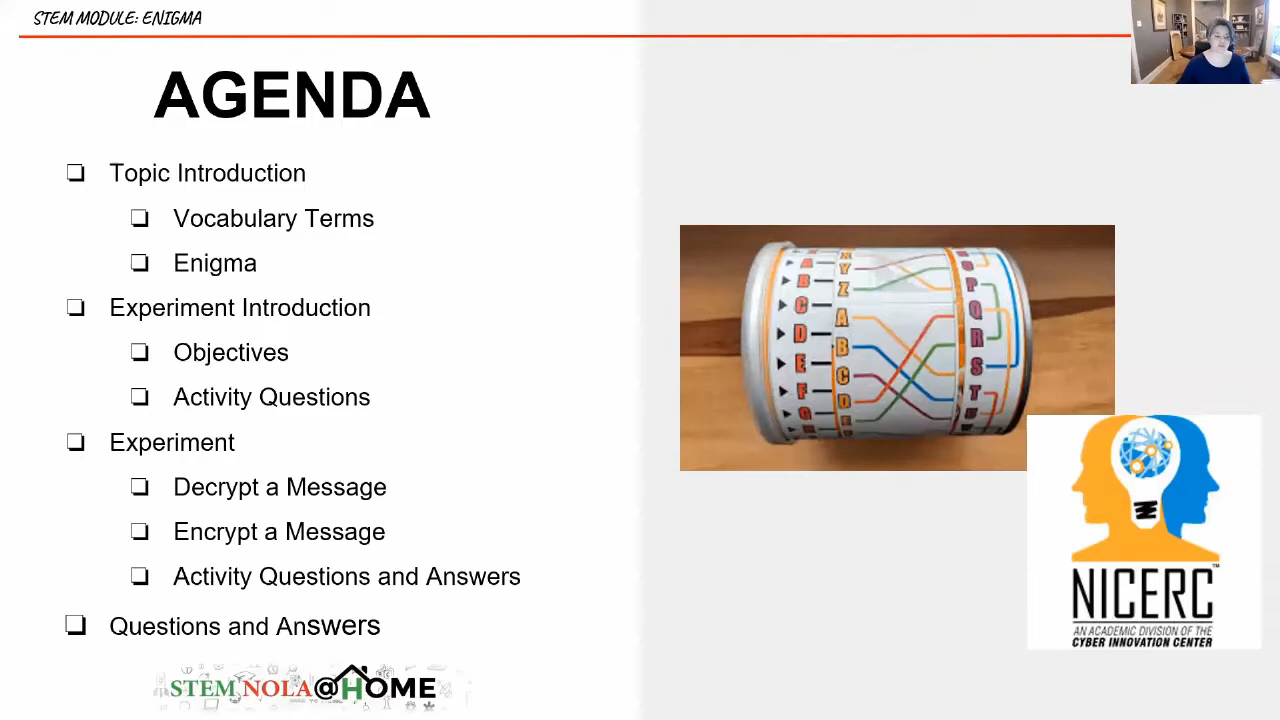 STEM MODULE: ENIGMA
AGENDA
❏ Topic Introduction
❏ Vocabulary Terms
❏ Enigma
❏ Experiment Introduction
❏ Objectives
❏ Activity Questions
❏ Experiment
❏ Decrypt a Message
❏ Encrypt a Message
❏ Activity Questions and Answers
❏ Questions and Answers
STEM NOLA@HOME
A
B
C
D
E
F
G
Y
Z
A
B
C
D
E
P
Q
R
S
T
U
NICERC™
AN ACADEMIC DIVISION OF THE
CYBER INNOVATION CENTER